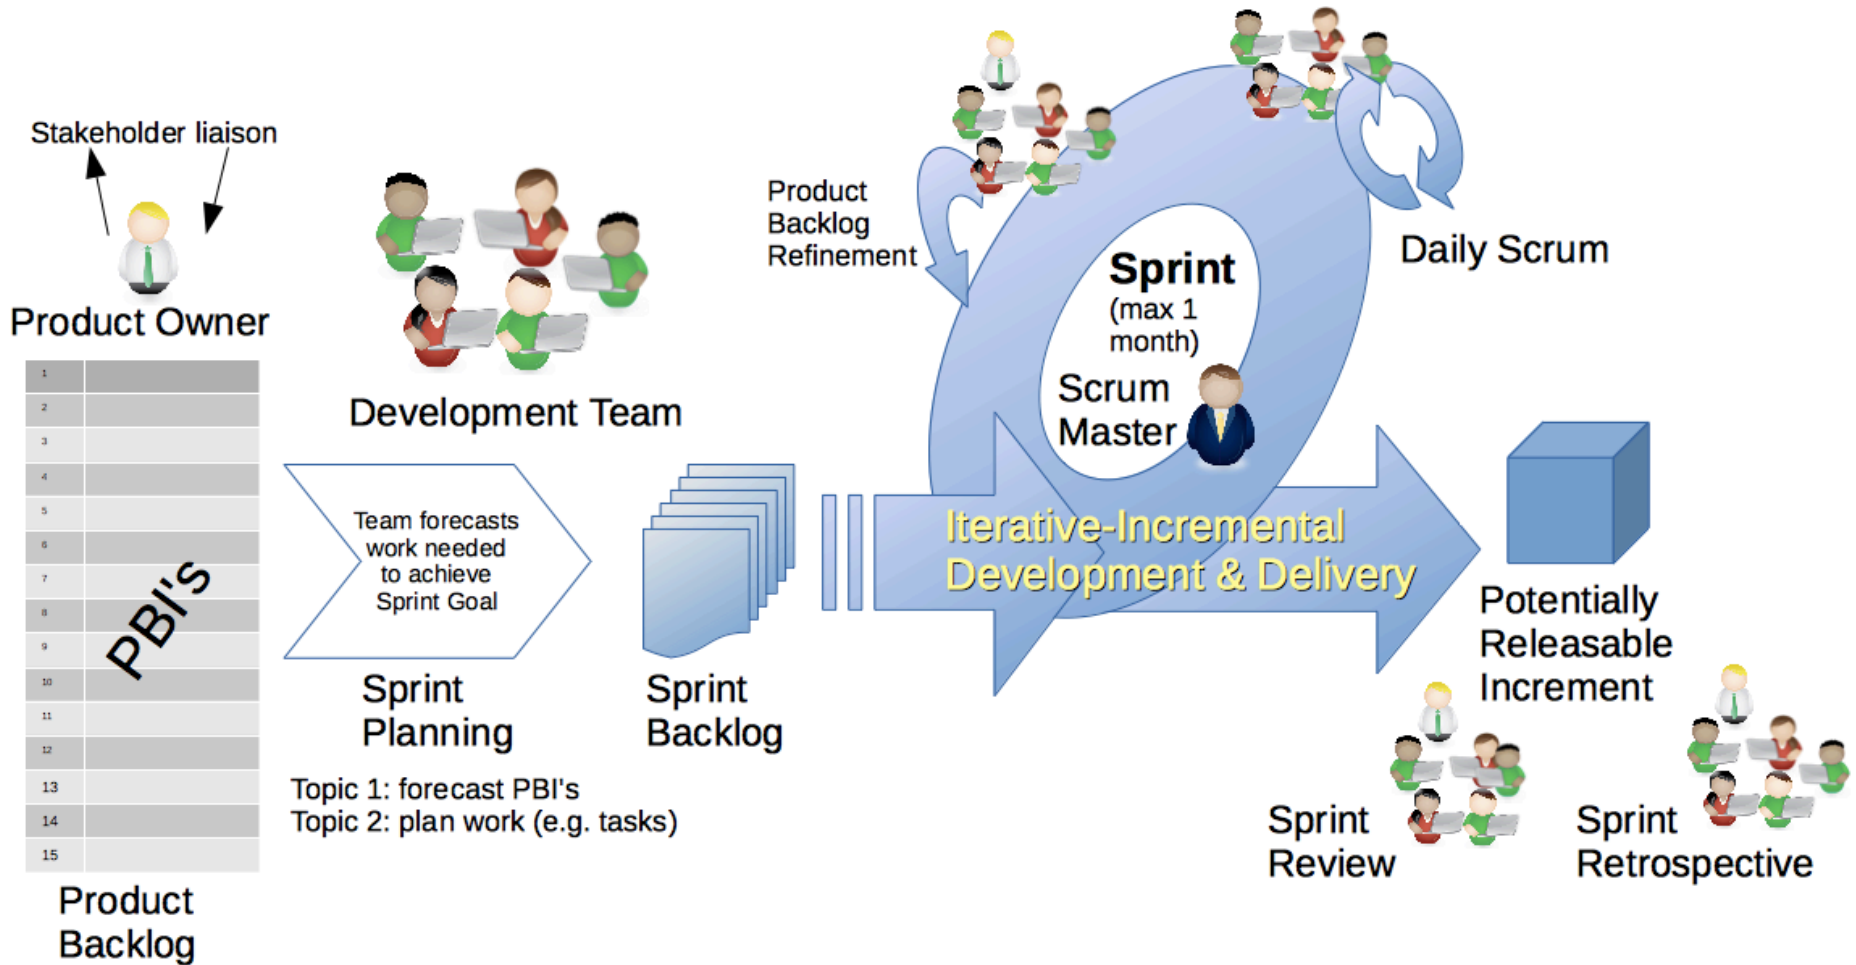 Stakeholder liaison
Product Owner
1
2
3
4
5
6
7
8
9
10
11
12
13
14
15
PBI's
Product
Backlog
Development Team
Team forecasts
work needed
to achieve
Sprint Goal
Sprint
Planning
Topic 1: forecast PBI's
Topic 2: plan work (e.g. tasks)
Sprint
Backlog
Product
Backlog
Refinement
Sprint
(max 1
month)
Scrum
Master
Daily Scrum
Iterative-Incremental
Development & Delivery
Potentially
Releasable
Increment
Sprint
Review
Sprint
Retrospective